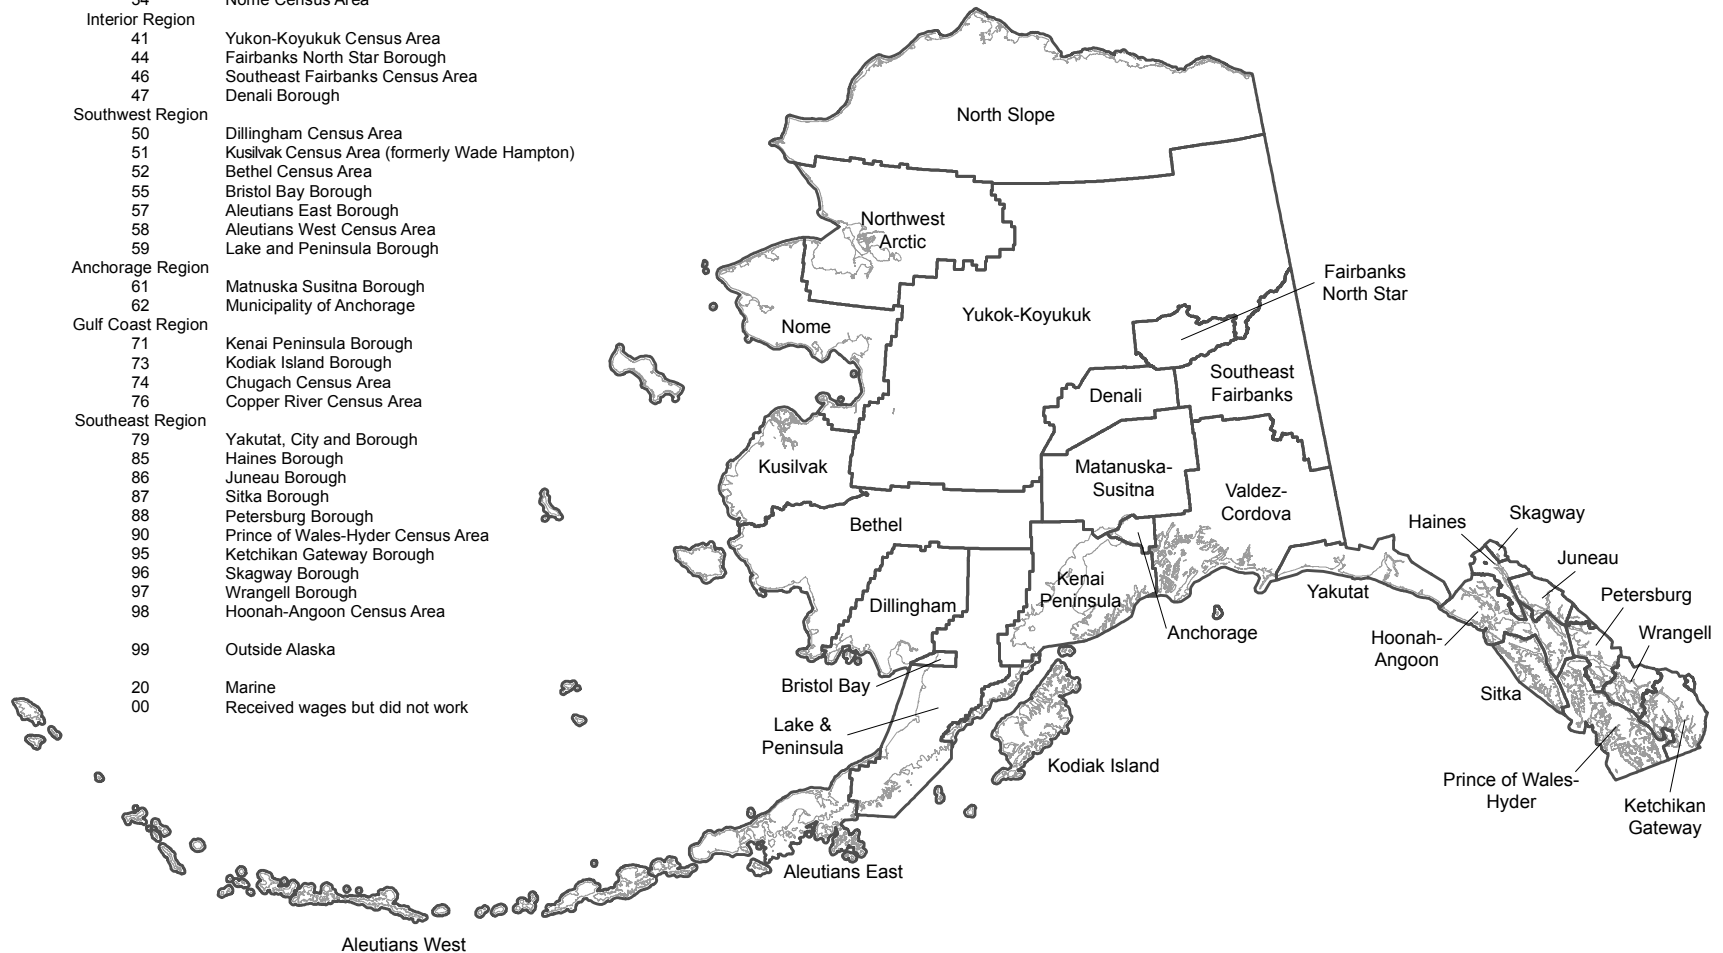 54 Nome Census Area
Interior Region
41 Yukon-Koyukuk Census Area
44 Fairbanks North Star Borough
46 Southeast Fairbanks Census Area
47 Denali Borough
Southwest Region
50 Dillingham Census Area
51 Kusilvak Census Area (formerly Wade Hampton)
52 Bethel Census Area
55 Bristol Bay Borough
57 Aleutians East Borough
58 Aleutians West Census Area
59 Lake and Peninsula Borough
Anchorage Region
61 Matnuska Susitna Borough
62 Municipality of Anchorage
Gulf Coast Region
71 Kenai Peninsula Borough
73 Kodiak Island Borough
74 Chugach Census Area
76 Copper River Census Area
Southeast Region
79 Yakutat, City and Borough
85 Haines Borough
86 Juneau Borough
87 Sitka Borough
88 Petersburg Borough
90 Prince of Wales-Hyder Census Area
95 Ketchikan Gateway Borough
96 Skagway Borough
97 Wrangell Borough
98 Hoonah-Angoon Census Area
99 Outside Alaska
20 Marine
00 Received wages but did not work
North Slope
Northwest
Arctic
Nome
Yukok-Koyukuk
Fairbanks
North Star
Denali
Southeast
Fairbanks
Kusilvak
Matanuska-
Susitna
Valdez-
Cordova
Bethel
Dillingham
Kenai
Peninsula
Anchorage
Bristol Bay
Lake &
Peninsula
Kodiak Island
Aleutians East
Aleutians West
Yakutat
Haines
Skagway
Juneau
Petersburg
Wrangell
Hoonah-
Angoon
Sitka
Prince of Wales-
Hyder
Ketchikan
Gateway